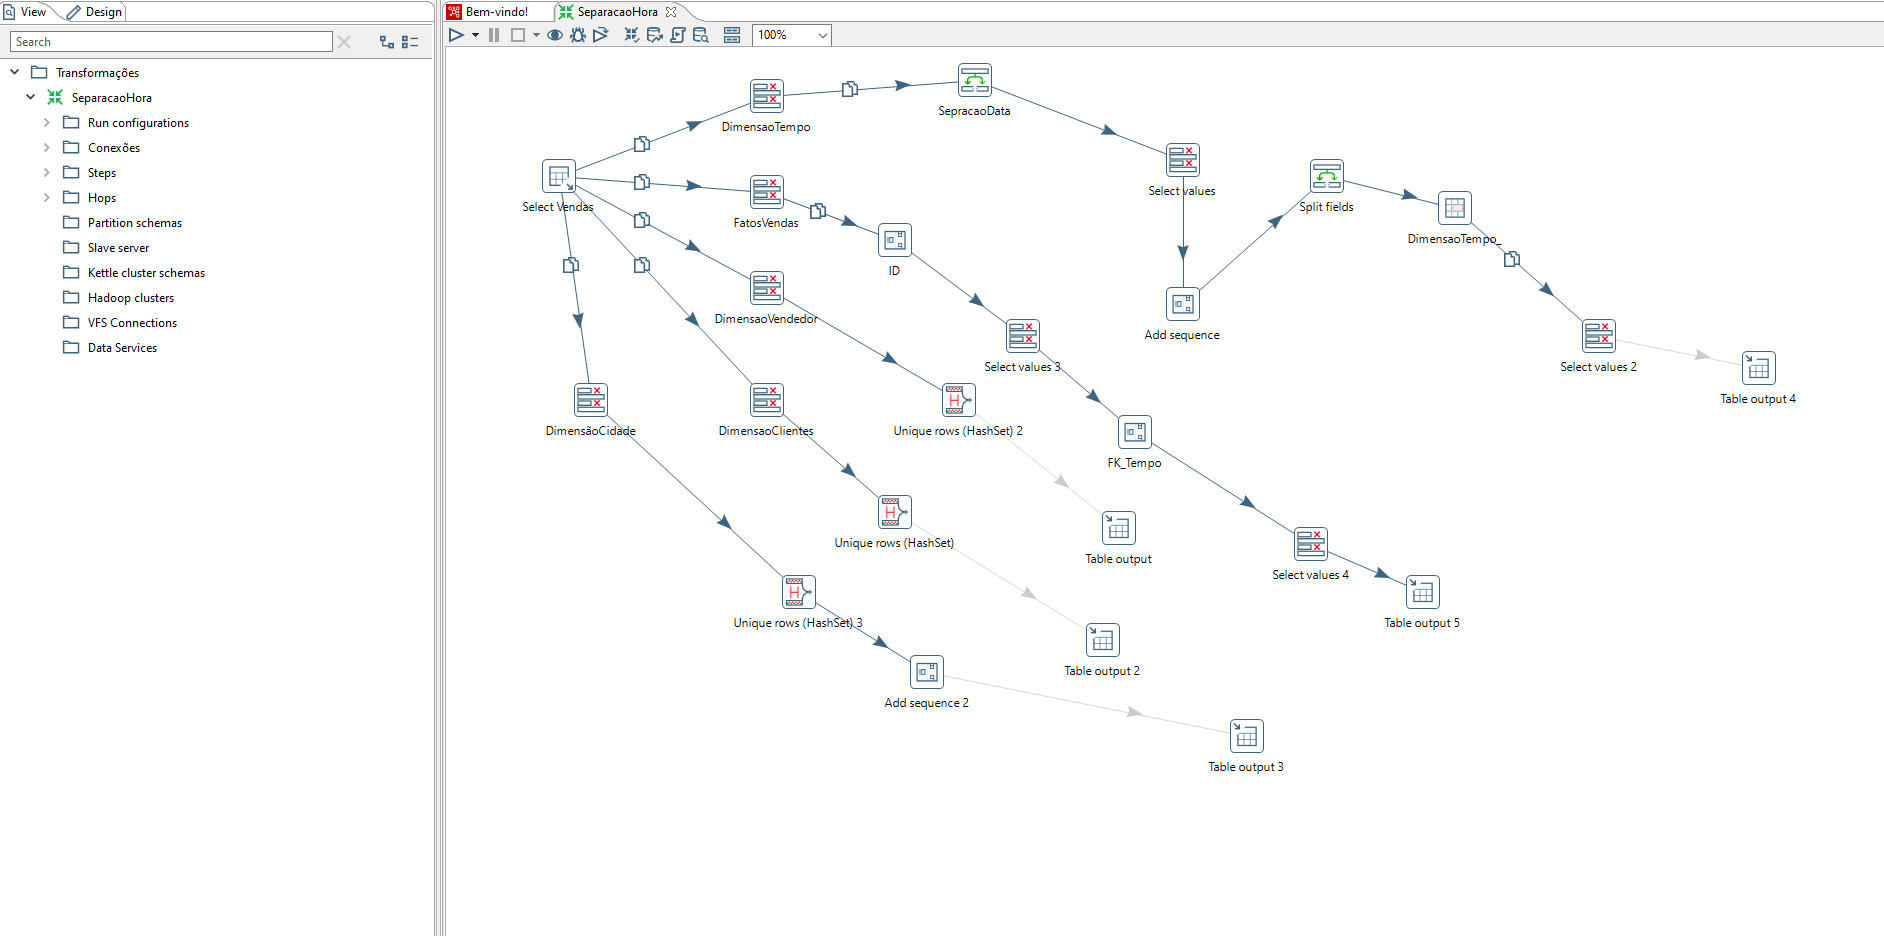 View
Design
Search
Transformações
SeparacaoHora
Run configurations
Conexões
Steps
Hops
Partition schemas
Slave server
Kettle cluster schemas
Hadoop clusters
VFS Connections
Data Services
Bem-vindo!
SeparacaoHora
100%
DimensaoTempo
SepracaoData
Select values
Select Vendas
FatosVendas
Split fields
DimensaoTempo_
ID
DimensaoVendedor
Add sequence
Select values 3
Select values 2
Table output 4
DimensãoCidade
DimensaoClientes
Unique rows (HashSet) 2
FK_Tempo
Unique rows (HashSet)
Table output
Select values 4
Unique rows (HashSet) 3
Table output 5
Table output 2
Add sequence 2
Table output 3